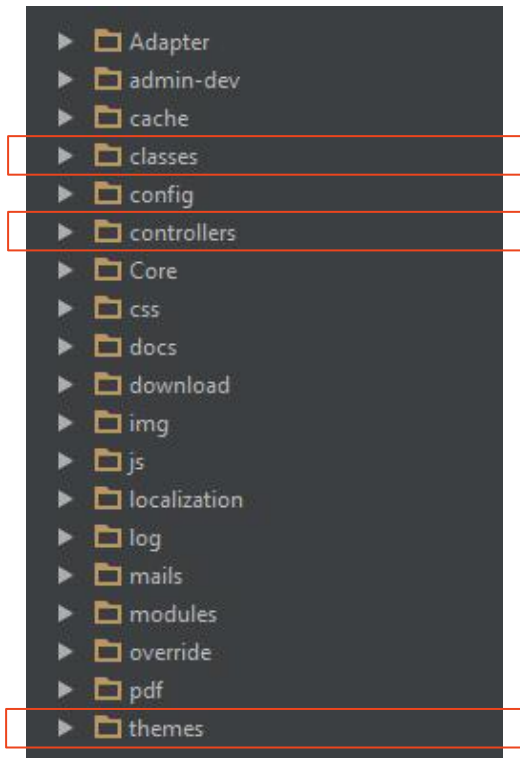 Adapter
admin-dev
cache
classes
config
controllers
Core
css
docs
download
img
js
localization
log
mails
modules
override
pdf
themes